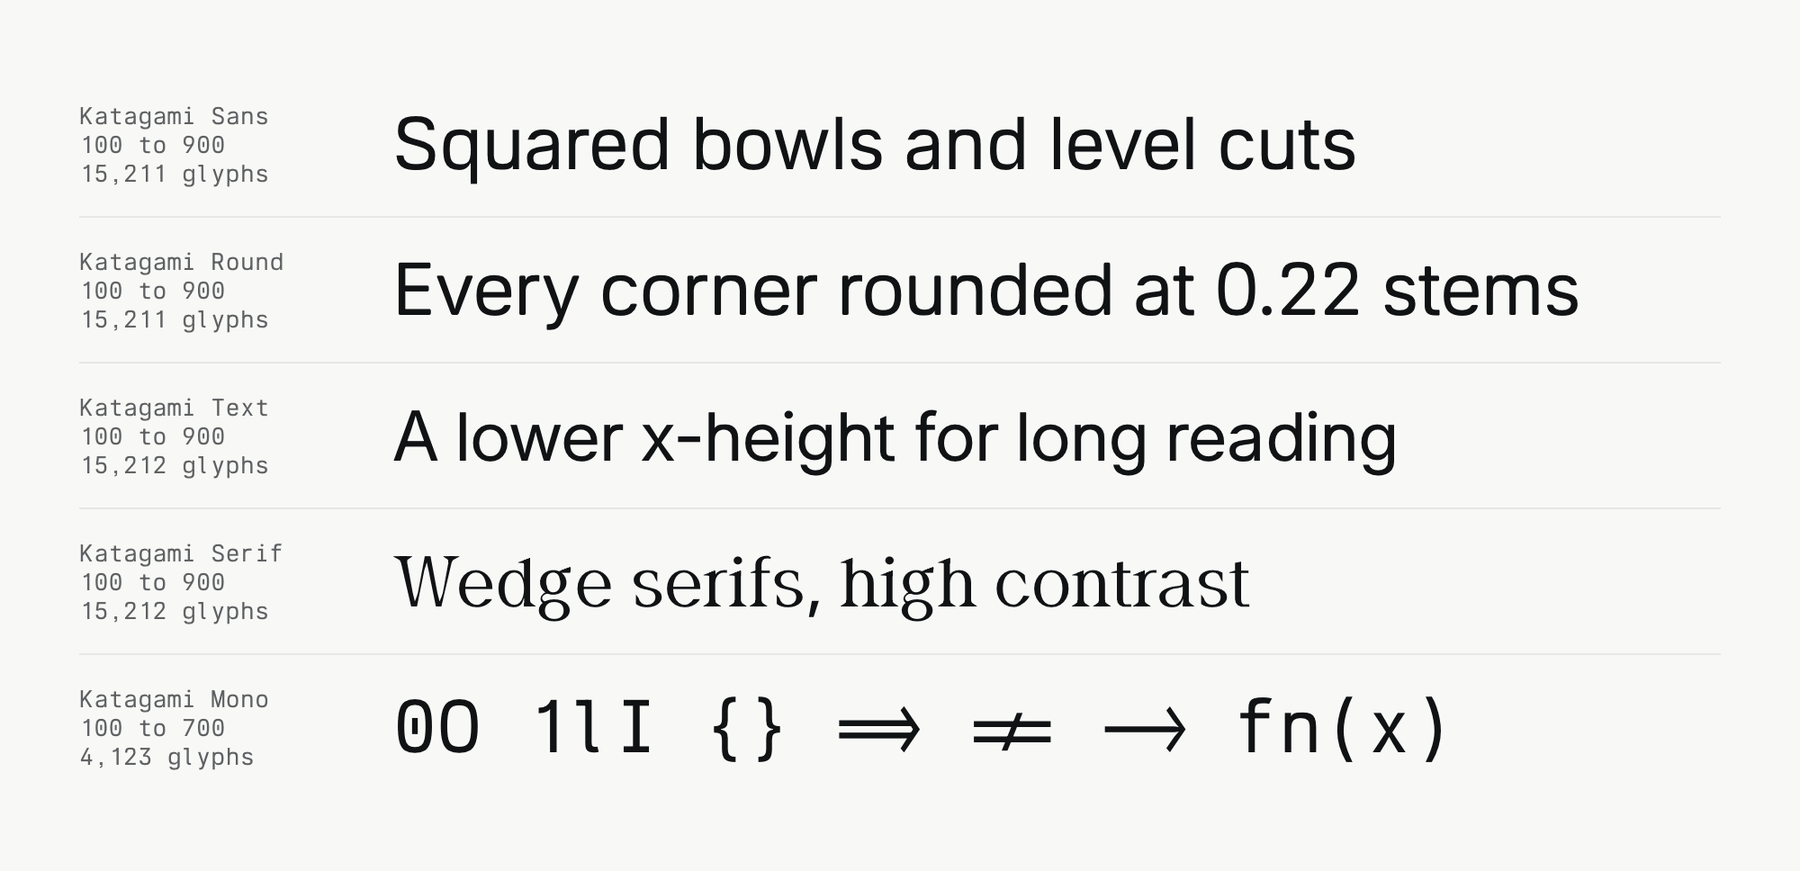 Katagami Sans
100 to 900
15,211 glyphs
Squared bowls and level cuts
Katagami Round
100 to 900
15,211 glyphs
Every corner rounded at 0.22 stems
Katagami Text
100 to 900
15,212 glyphs
A lower x-height for long reading
Katagami Serif
100 to 900
15,212 glyphs
Wedge serifs, high contrast
Katagami Mono
100 to 700
4,123 glyphs
0O 1lI {} => != -> fn(x)